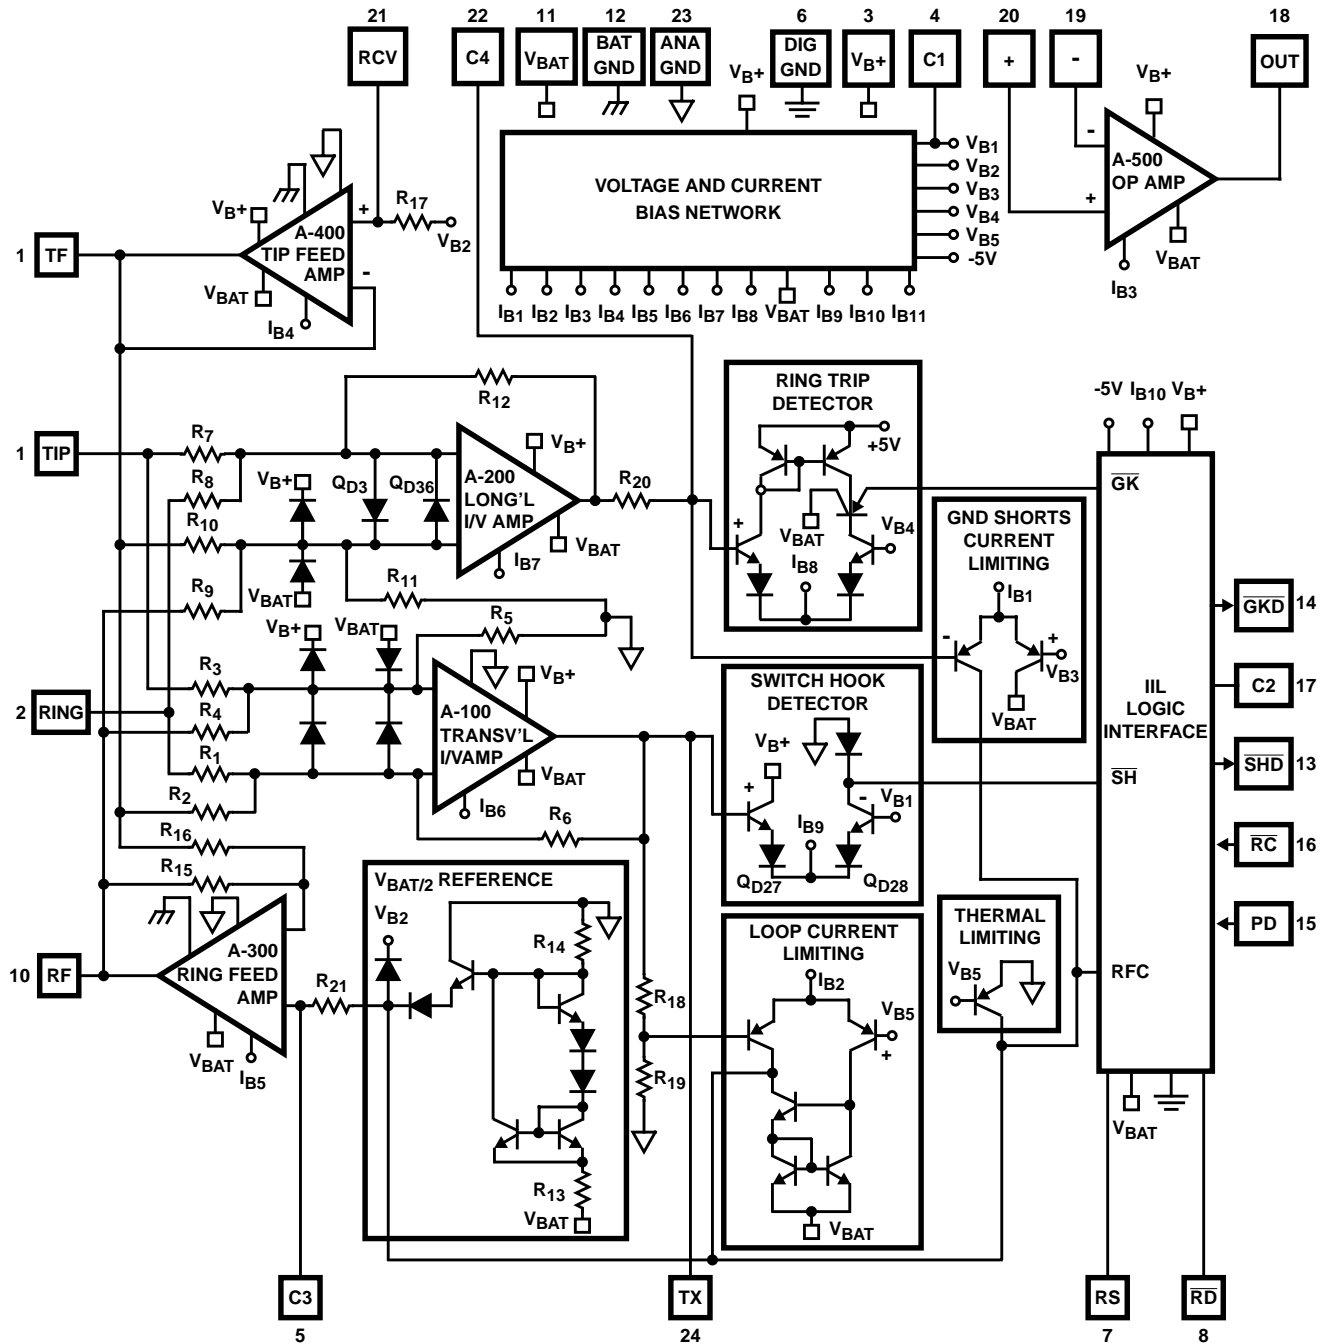 21
22
11
12
23
6
3
4
20
19
18
RCV
C4
VBAT
BAT
GND
ANA
GND
DIG
GND
VB+
C1
+
-
OUT
VB+
VB+
VOLTAGE AND CURRENT
BIAS NETWORK
VB1
VB2
VB3
VB4
VB5
-5V
-
A-500
OP AMP
+
VBAT
IB3
IB1
IB2
IB3
IB4
IB5
IB6
IB7
IB8
VBAT
IB9
IB10
IB11
VB+
+
R17
VB2
A-400
TIP FEED
AMP
-
VBAT
IB4
1
TF
R12
RING TRIP
DETECTOR
+5V
-5V
IB10
VB+
1
TIP
R7
R8
VB+
QD3
QD36
VB+
A-200
LONG'L
I/V AMP
R20
GK
R10
VBAT
IB7
+
VBAT
VB4
IB8
GND SHORTS
CURRENT
LIMITING
R9
VBAT
R11
IB1
GKD
14
VB+
VBAT
R5
-
+
VB3
VBAT
R3
VB+
SWITCH HOOK
DETECTOR
IIL
LOGIC
INTERFACE
C2
17
2
RING
R4
A-100
TRANSV'L
I/VAMP
VB+
R1
VBAT
SH
SHD
13
R2
IB6
+
-
VB1
IB9
R6
QD27
QD28
RC
16
R16
R15
VBAT/2 REFERENCE
VB2
THERMAL
LIMITING
PD
15
A-300
RING FEED
AMP
R14
LOOP CURRENT
LIMITING
IB2
VB5
RFC
10
RF
R21
R18
VB5
+
VBAT
IB5
R19
VBAT
R13
VBAT
VBAT
C3
TX
RS
RD
5
24
7
8